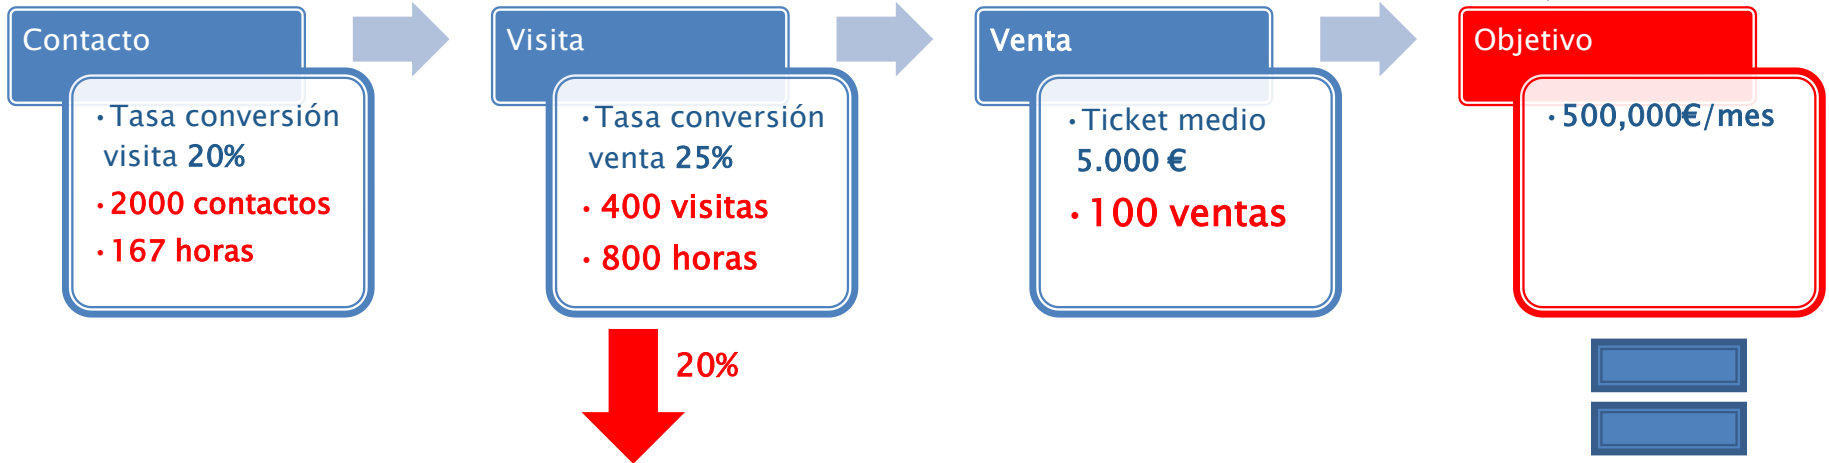 Contacto
· Tasa conversión
visita 20%
· 2000 contactos
· 167 horas
Visita
· Tasa conversión
venta 25%
· 400 visitas
· 800 horas
20%
Venta
· Ticket medio
5.000 €
· 100 ventas
Objetivo
· 500,000€/mes